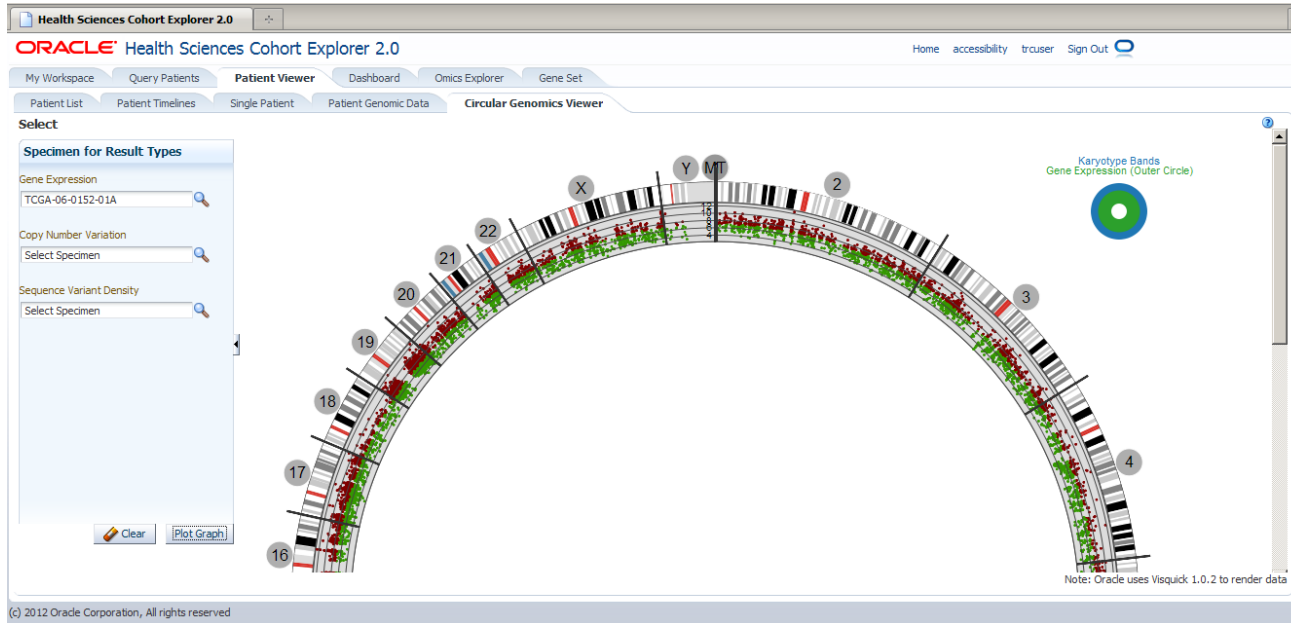 Health Sciences Cohort Explorer 2.0
ORACLE Health Sciences Cohort Explorer 2.0
Home accessibility trcuser Sign Out
My Workspace Query Patients Patient Viewer Dashboard Omics Explorer Gene Set
Patient List Patient Timelines Single Patient Patient Genomic Data Circular Genomics Viewer
Select
Specimen for Result Types
Gene Expression
TCGA-06-0152-01A
Copy Number Variation
Select Specimen
Sequence Variant Density
Select Specimen
Clear Plot Graph
Y MT
X 2
22
21
20 3
19
18
17 4
16
12
10
8
6
4
Karyotype Bands
Gene Expression (Outer Circle)
Note: Oracle uses Visquick 1.0.2 to render data
(c) 2012 Oracle Corporation, All rights reserved